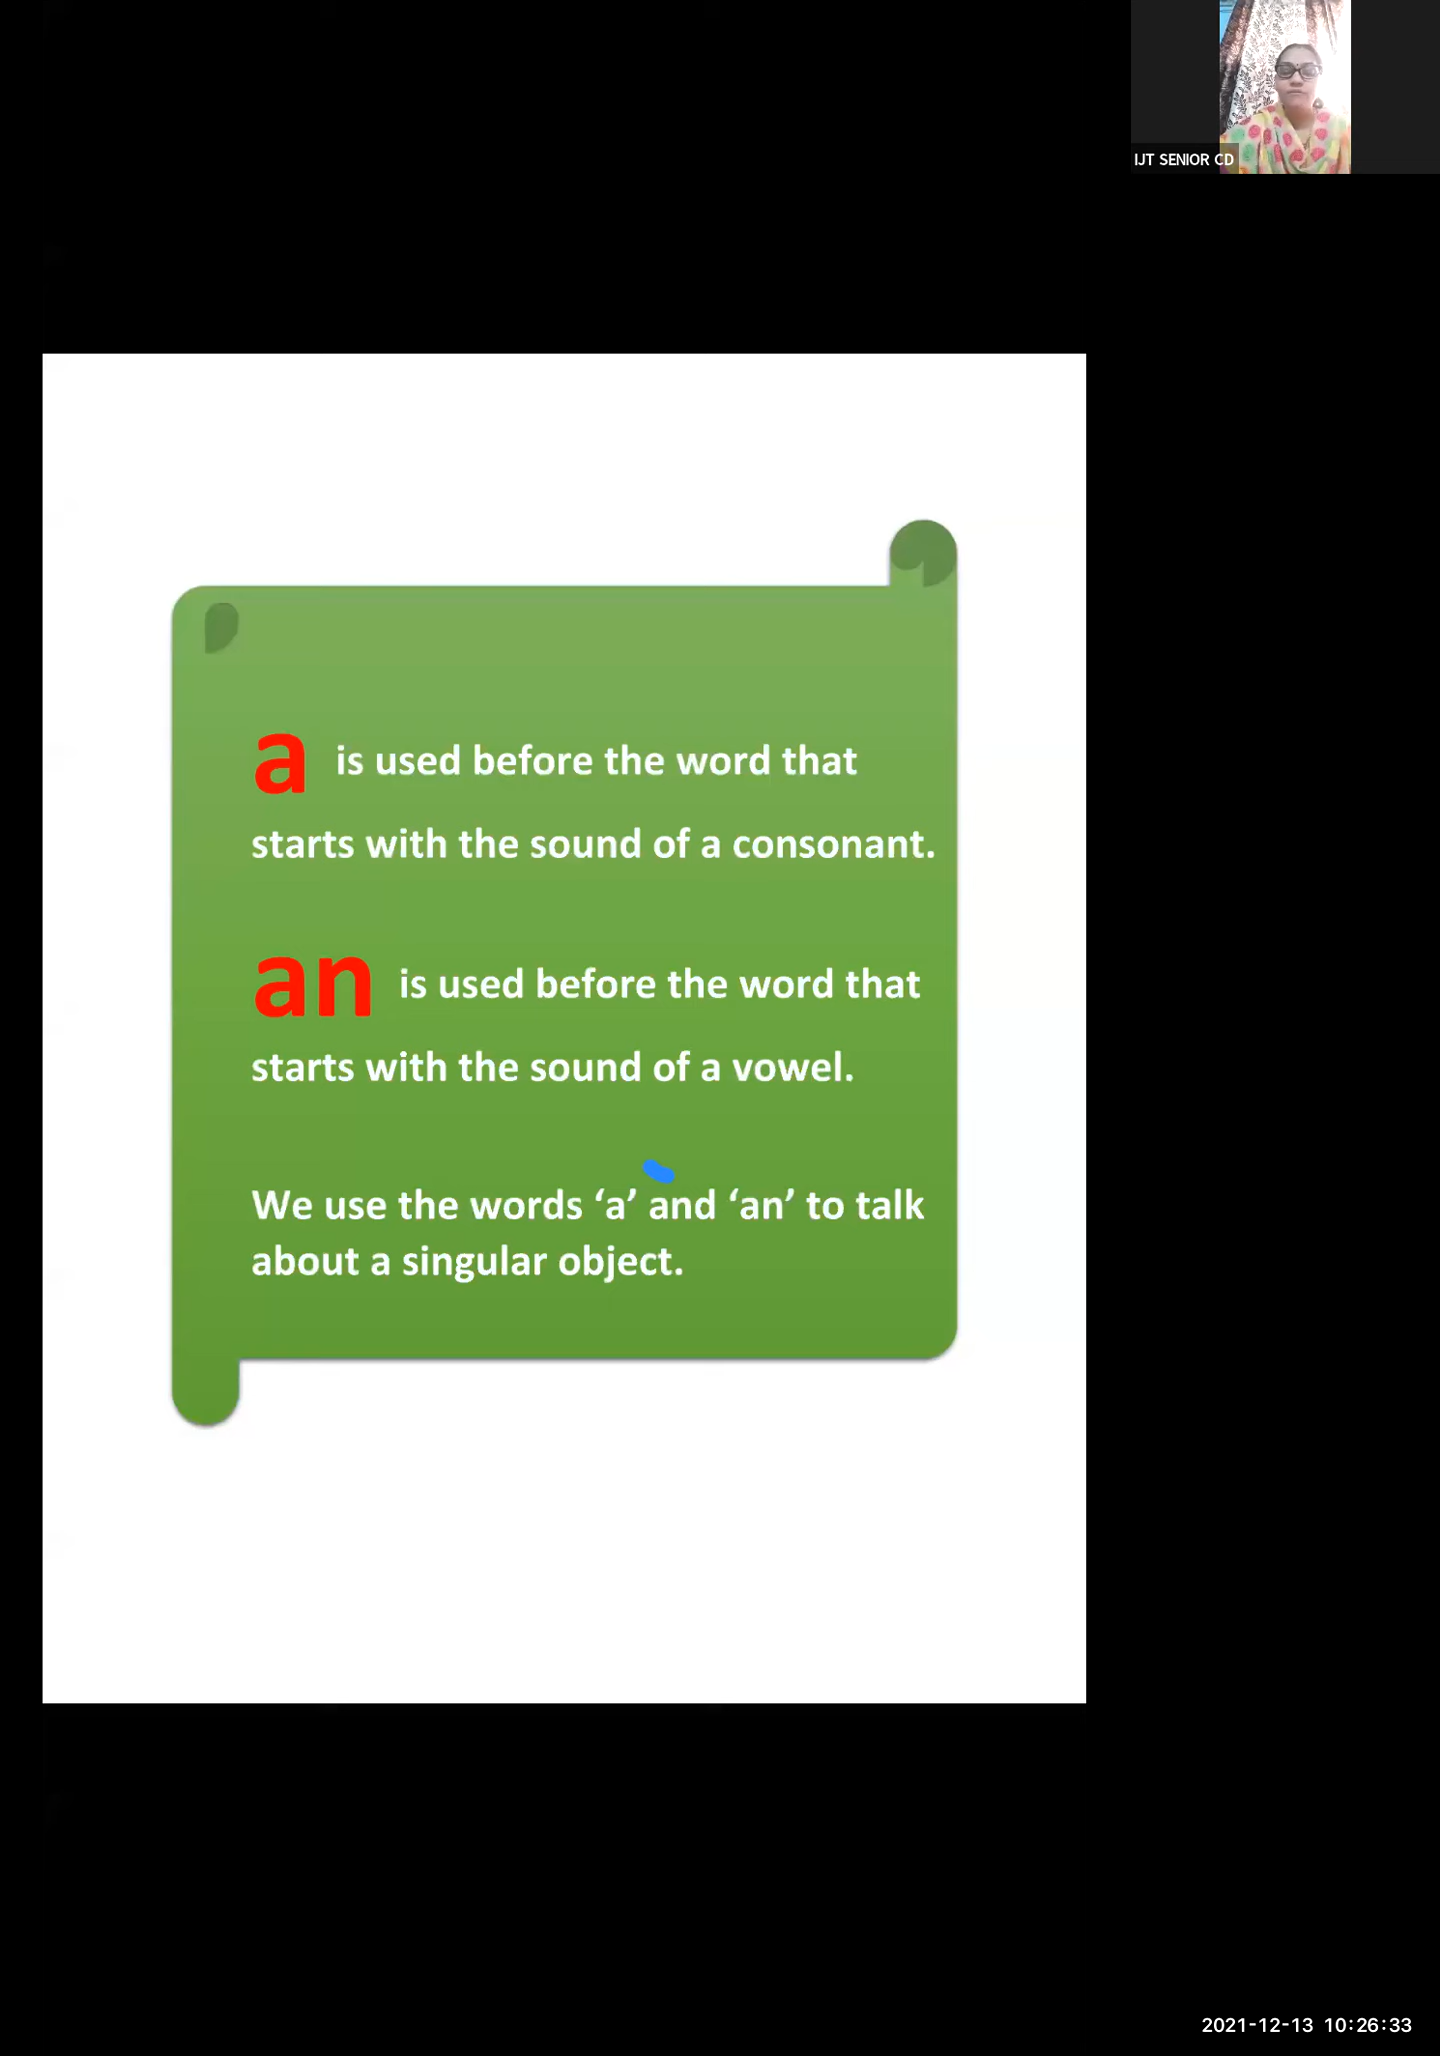 IJT SENIOR CD
a is used before the word that
starts with the sound of a consonant.
an is used before the word that
starts with the sound of a vowel.
We use the words ‘a’ and ‘an’ to talk
about a singular object.
2021-12-13 10:26:33